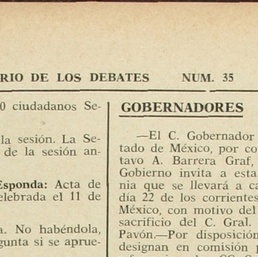 RIO DE LOS DEBATES NUM. 35
0 ciudadanos Se-
la sesión. La Se-
de la sesión an-
Esponda: Acta de
elebrada el 11 de
a. No habiéndola,
gunta si se aprue-
GOBERNADORES
—El C. Gobernador
tado de México, por co
tavo A. Barrera Graf,
Gobierno invita a esta
nia que se llevará a ca
día 22 de los corrientes
México, con motivo del
sacrificio del C. Gral.
Pavón.—Por disposición
designan en comisión p